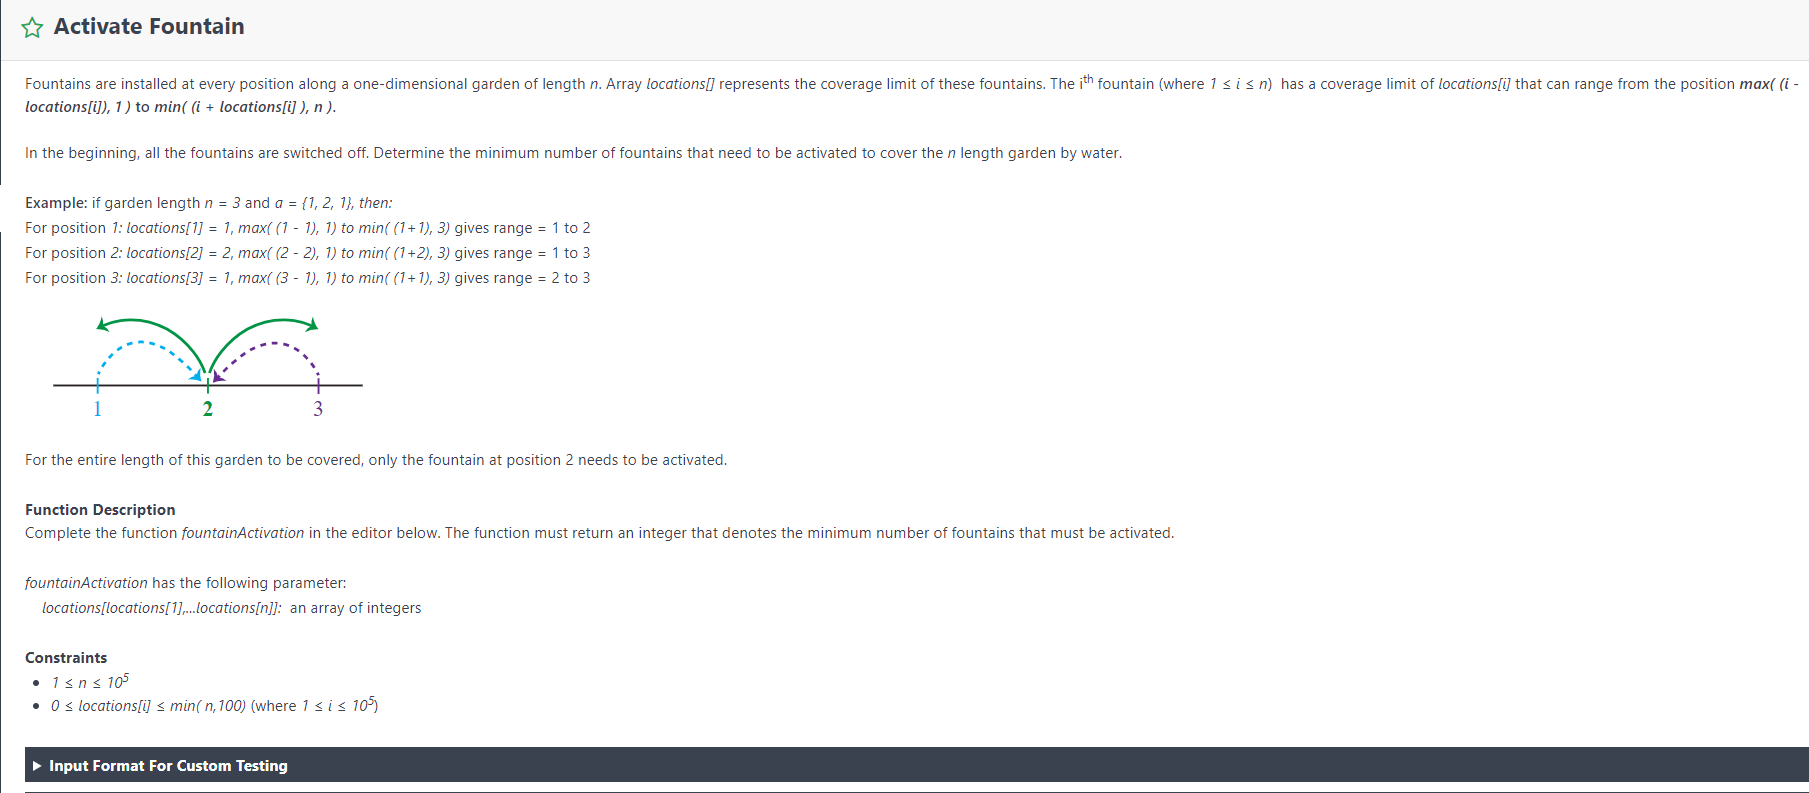 Activate Fountain
Fountains are installed at every position along a one-dimensional garden of length n. Array locations[] represents the coverage limit of these fountains. The ith fountain (where 1 ≤ i ≤ n)  has a coverage limit of locations[i] that can range from the position max( (i -
locations[i]), 1 ) to min( (i + locations[i] ), n ).
In the beginning, all the fountains are switched off. Determine the minimum number of fountains that need to be activated to cover the n length garden by water.
Example: if garden length n = 3 and a = {1, 2, 1}, then:
For position 1: locations[1] = 1, max( (1 - 1), 1) to min( (1+1), 3) gives range = 1 to 2
For position 2: locations[2] = 2, max( (2 - 2), 1) to min( (1+2), 3) gives range = 1 to 3
For position 3: locations[3] = 1, max( (3 - 1), 1) to min( (1+1), 3) gives range = 2 to 3
1 2 3
For the entire length of this garden to be covered, only the fountain at position 2 needs to be activated.
Function Description
Complete the function fountainActivation in the editor below. The function must return an integer that denotes the minimum number of fountains that must be activated.
fountainActivation has the following parameter:
locations[locations[1],...locations[n]]:  an array of integers
Constraints
• 1 ≤ n ≤ 10^5
• 0 ≤ locations[i] ≤ min( n,100) (where 1 ≤ i ≤ 10^5)
▶ Input Format For Custom Testing